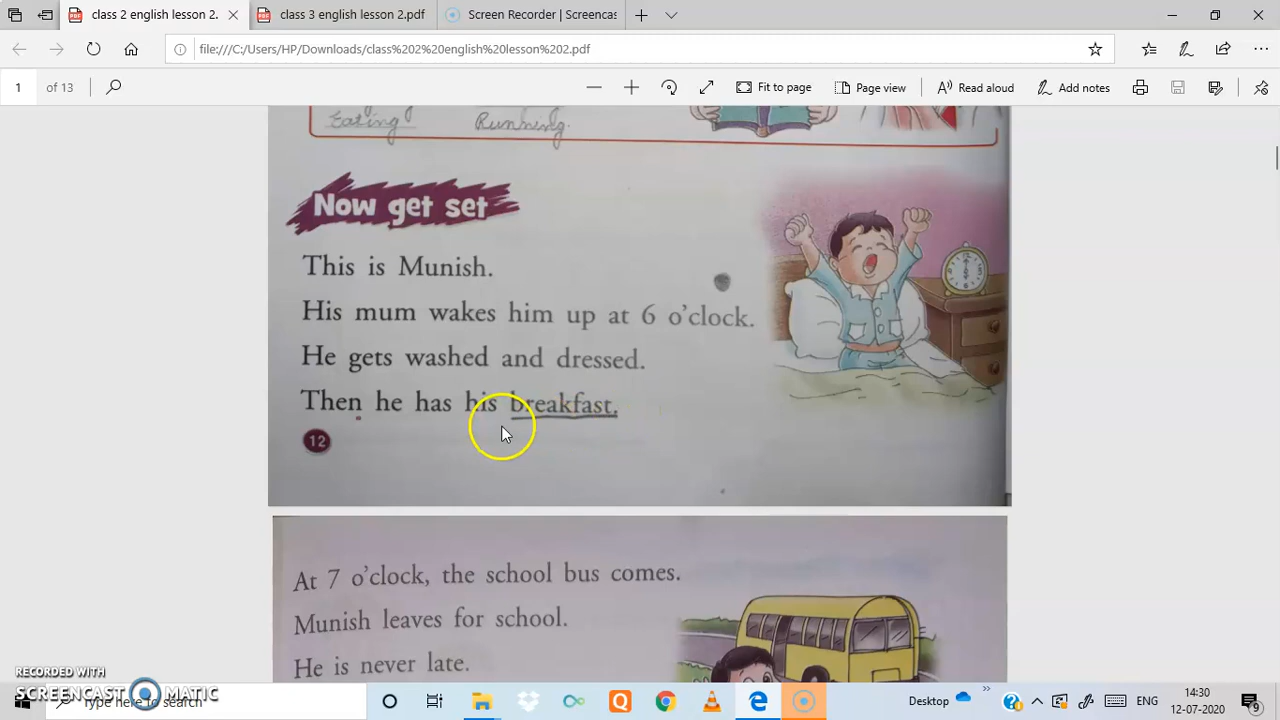 class 2 english lesson 2.
class 3 english lesson 2.pdf
Screen Recorder | Screencas
file:///C:/Users/HP/Downloads/class%202%20english%20lesson%202.pdf
1 of 13
Fit to page
Page view
Read aloud
Add notes
Eating Running.
Now get set
This is Munish.
His mum wakes him up at 6 o'clock.
He gets washed and dressed.
Then he has his breakfast.
12
At 7 o'clock, the school bus comes.
Munish leaves for school.
He is never late.
RECORDED WITH
SCREENCAST MATIC
Type here to search
Desktop
ENG
14:30
12-07-2020
9